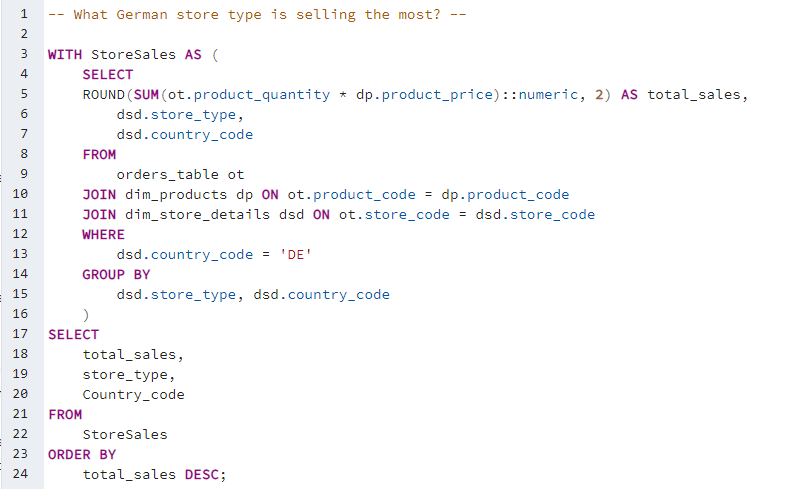 1 -- What German store type is selling the most? --
2
3 WITH StoreSales AS (
4 SELECT
5 ROUND(SUM(ot.product_quantity * dp.product_price)::numeric, 2) AS total_sales,
6 dsd.store_type,
7 dsd.country_code
8 FROM
9 orders_table ot
10 JOIN dim_products dp ON ot.product_code = dp.product_code
11 JOIN dim_store_details dsd ON ot.store_code = dsd.store_code
12 WHERE
13 dsd.country_code = 'DE'
14 GROUP BY
15 dsd.store_type, dsd.country_code
16 )
17 SELECT
18 total_sales,
19 store_type,
20 Country_code
21 FROM
22 StoreSales
23 ORDER BY
24 total_sales DESC;